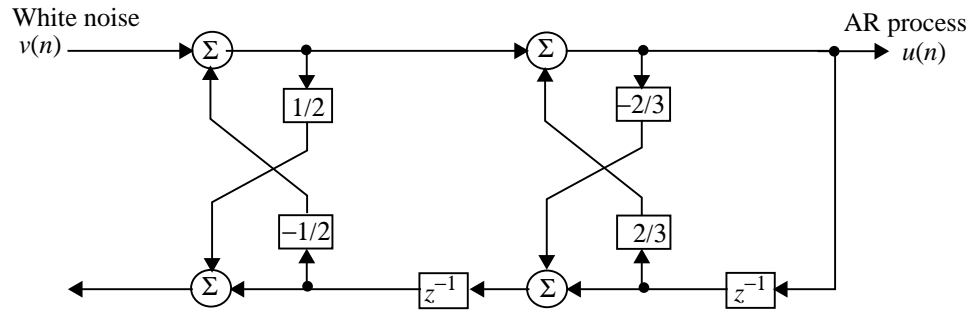 White noise
v(n)
AR process
u(n)
Σ
Σ
1/2
−2/3
−1/2
2/3
Σ
z⁻¹
Σ
z⁻¹